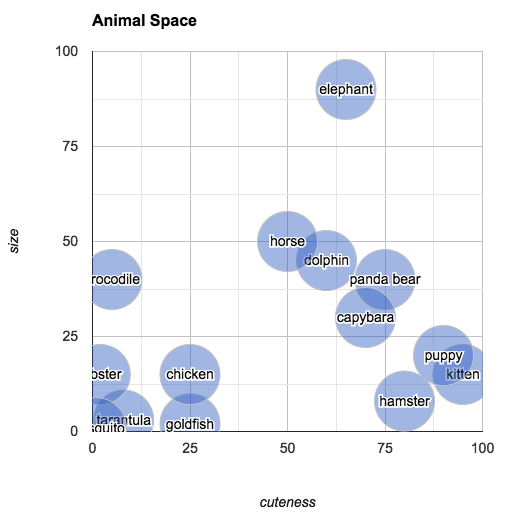 Animal Space
100
elephant
75
size
50
horse
dolphin
rocodile
panda bear
capybara
25
puppy
bster
chicken
kitten
hamster
tarantula
goldfish
squito
0
0
25
50
75
100
cuteness